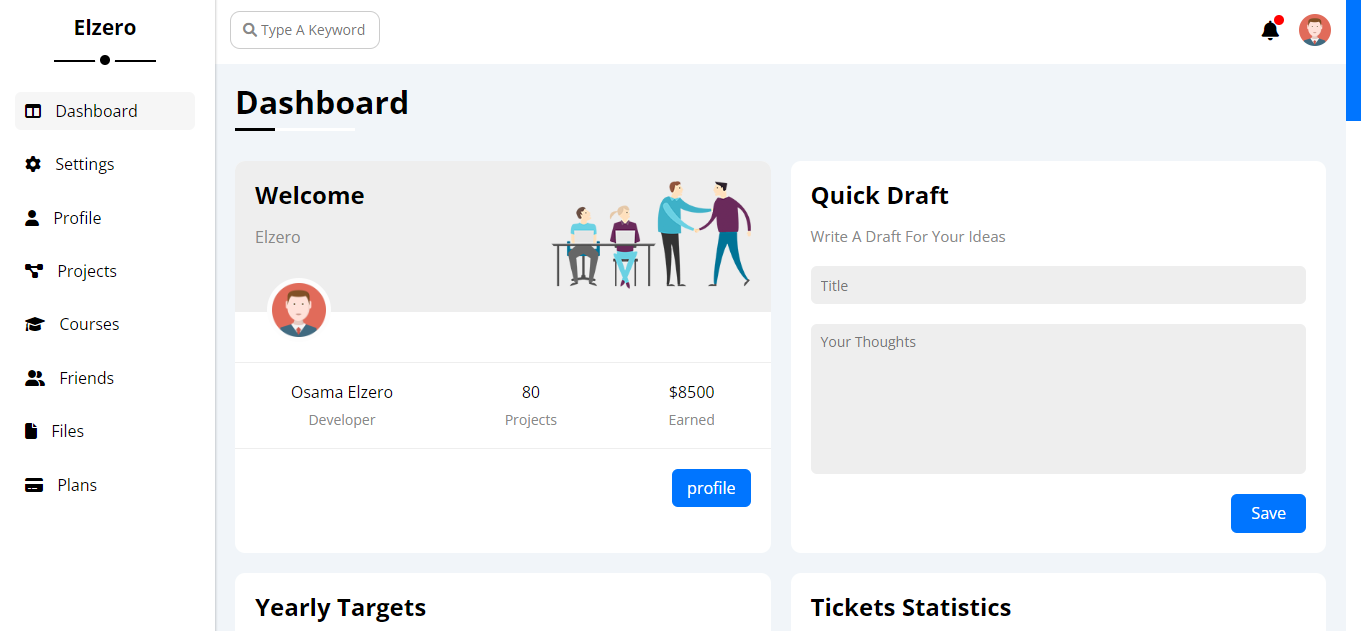 Elzero
Dashboard
Settings
Profile
Projects
Courses
Friends
Files
Plans
Type A Keyword
Dashboard
Welcome
Elzero
Osama Elzero
Developer
80
Projects
$8500
Earned
profile
Quick Draft
Write A Draft For Your Ideas
Title
Your Thoughts
Save
Yearly Targets
Tickets Statistics